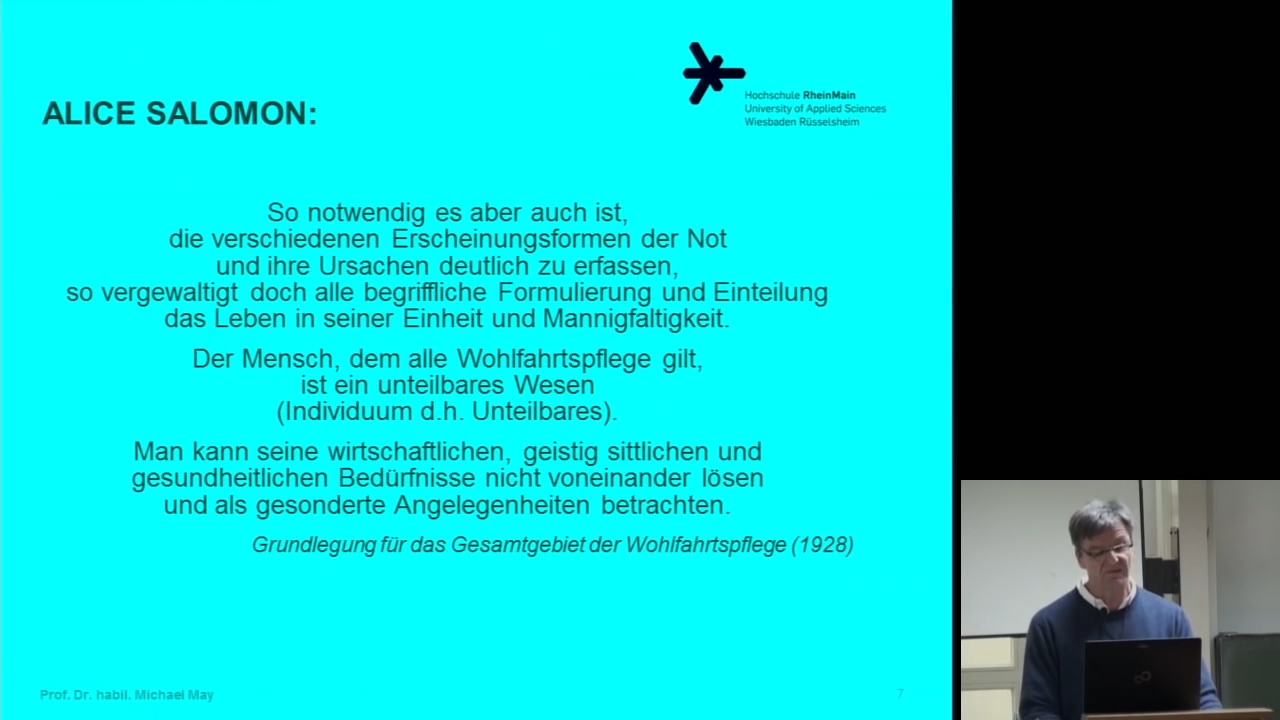 Hochschule RheinMain
University of Applied Sciences
Wiesbaden Rüsselsheim
ALICE SALOMON:
So notwendig es aber auch ist,
die verschiedenen Erscheinungsformen der Not
und ihre Ursachen deutlich zu erfassen,
so vergewaltigt doch alle begriffliche Formulierung und Einteilung
das Leben in seiner Einheit und Mannigfaltigkeit.
Der Mensch, dem alle Wohlfahrtspflege gilt,
ist ein unteilbares Wesen
(Individuum d.h. Unteilbares).
Man kann seine wirtschaftlichen, geistig sittlichen und
gesundheitlichen Bedürfnisse nicht voneinander lösen
und als gesonderte Angelegenheiten betrachten.
Grundlegung für das Gesamtgebiet der Wohlfahrtspflege (1928)
Prof. Dr. habil. Michael May
7